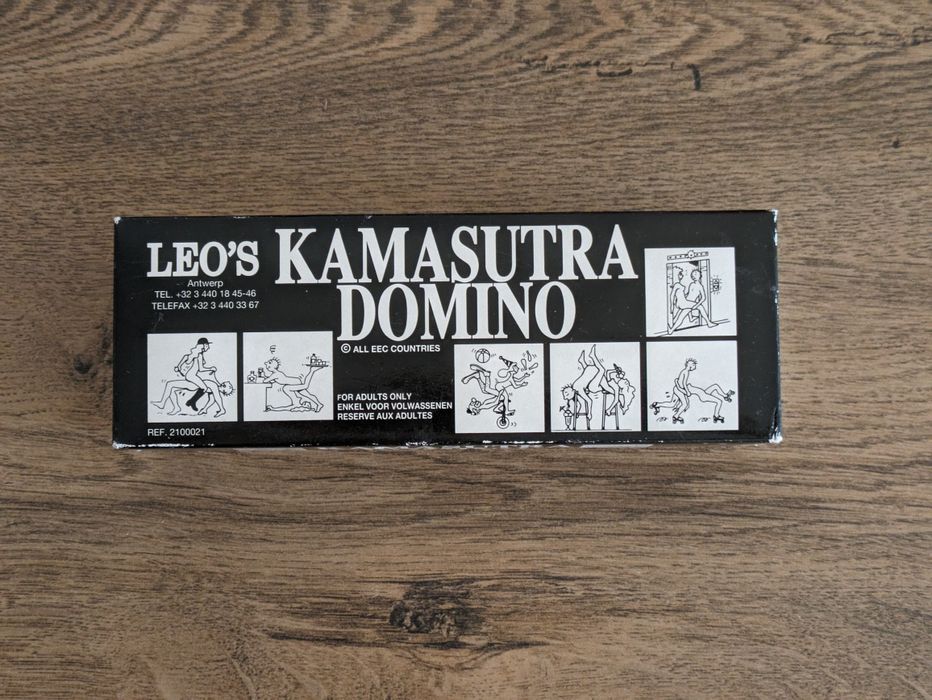 LEO'S KAMASUTRA
DOMINO
Antwerp
TEL. +32 3 440 18 45-46
TELEFAX +32 3 440 33 67
© ALL EEC COUNTRIES
FOR ADULTS ONLY
ENKEL VOOR VOLWASSENEN
RESERVE AUX ADULTES
REF. 2100021